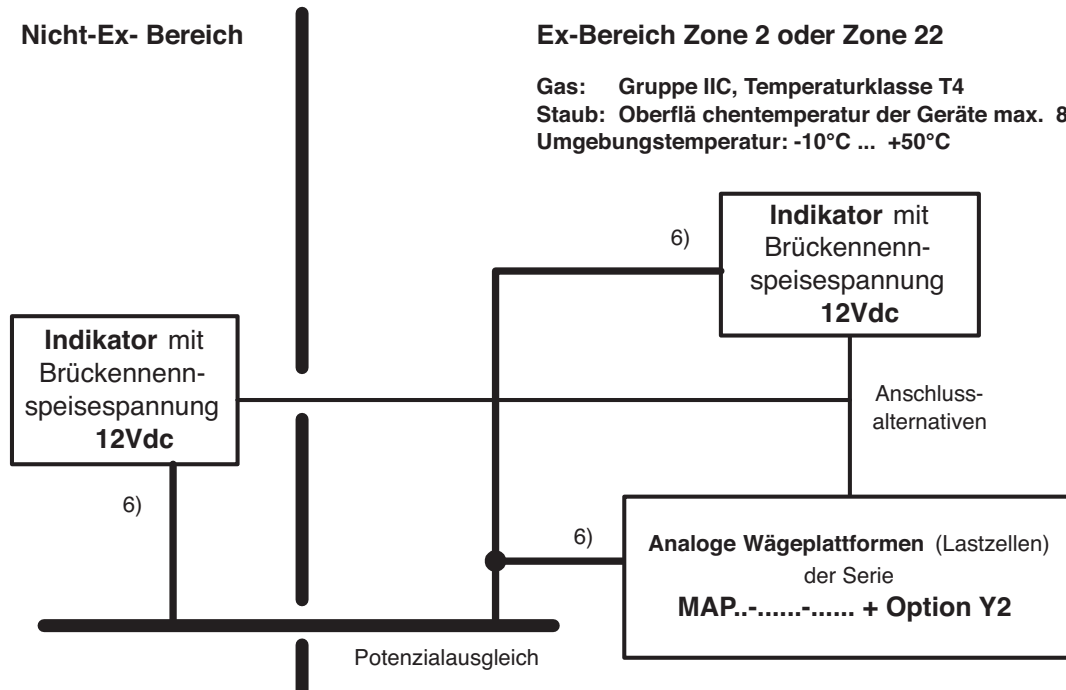 Nicht-Ex- Bereich
Ex-Bereich Zone 2 oder Zone 22
Gas: Gruppe IIC, Temperaturklasse T4
Staub: Oberflä chentemperatur der Geräte max. 8
Umgebungstemperatur: -10°C ... +50°C
Indikator mit
Brückennenn-
speisespannung
12Vdc
6)
Indikator mit
Brückennenn-
speisespannung
12Vdc
6)
Anschluss-
alternativen
6)
Analoge Wägeplattformen (Lastzellen)
der Serie
MAP..-......-...... + Option Y2
Potenzialausgleich